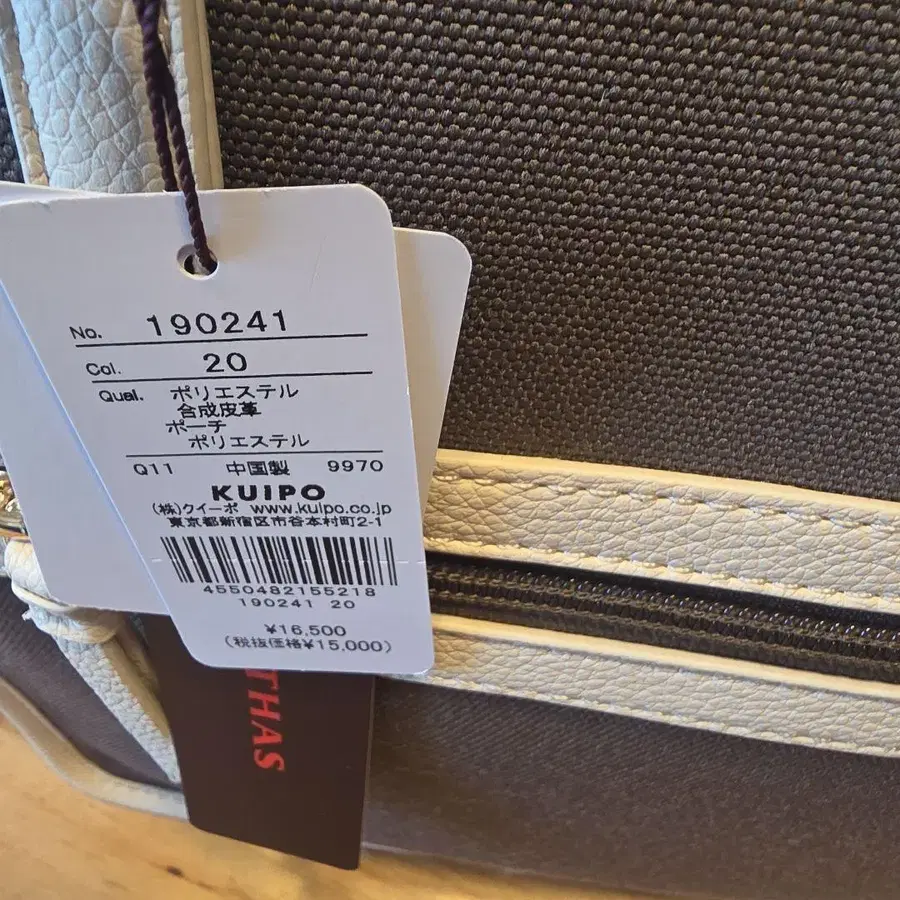 No. 190241
Col. 20
Qual. ポリエステル
合成皮革
ポーチ
ポリエステル
Q11 中国製 9970
KUIPO
(株)クイーポ www.kuipo.co.jp
東京都新宿区市谷本村町2-1
4550482155218
190241 20
¥16,500
(税抜価格¥15,000)
THAS